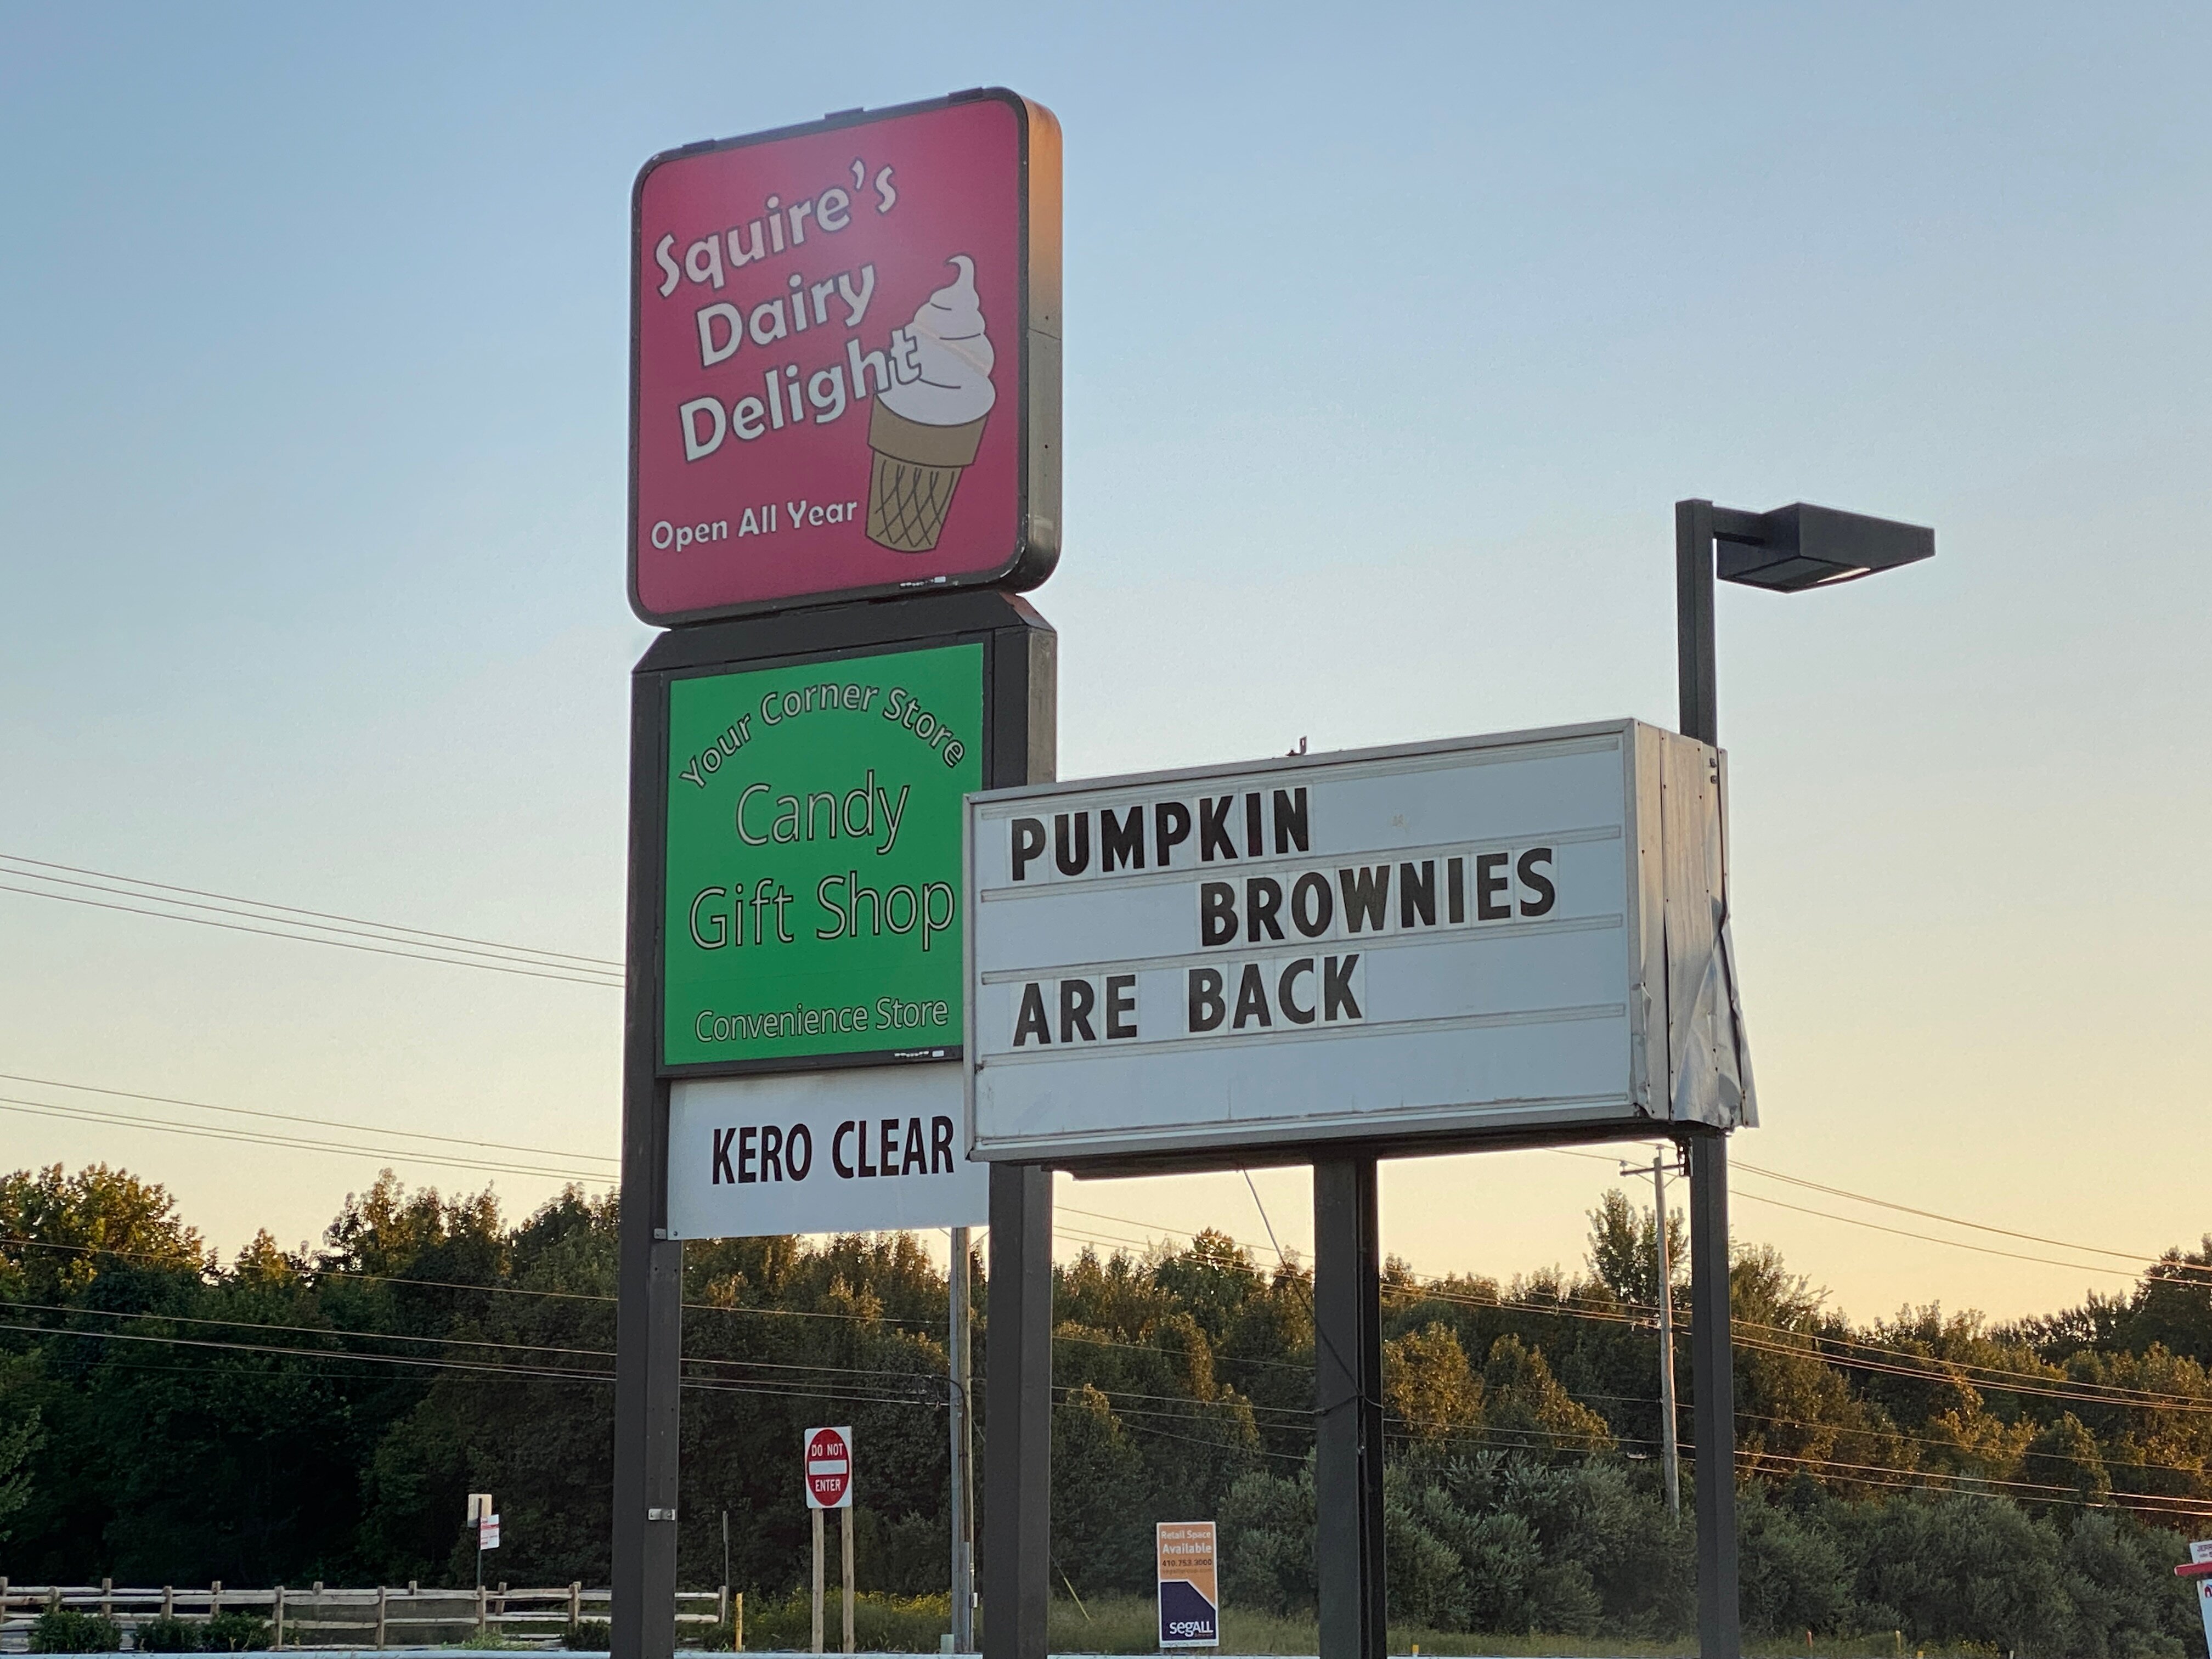 Squire's
Dairy
Delight
Open All Year
Your Corner Store
Candy
Gift Shop
Convenience Store
KERO CLEAR
PUMPKIN
BROWNIES
ARE BACK
DO NOT
ENTER
Retail Space
Available
410.753.3000
segALL